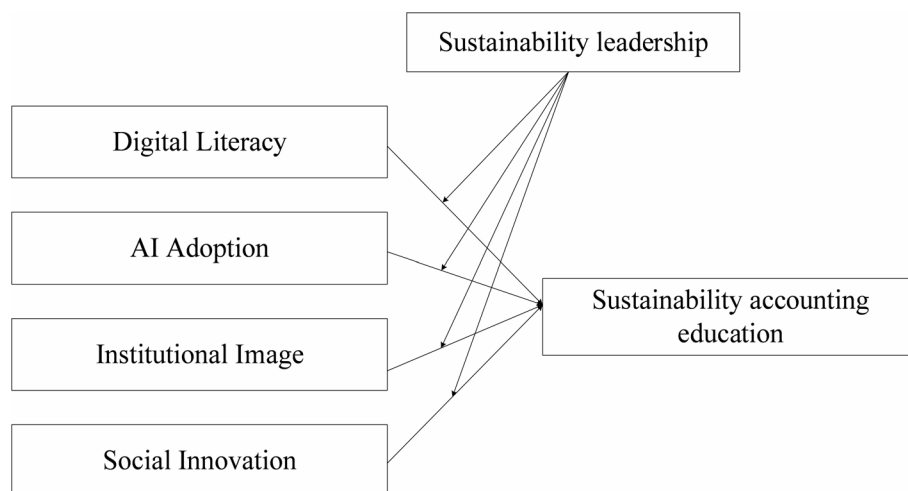 Sustainability leadership
Digital Literacy
AI Adoption
Institutional Image
Social Innovation
Sustainability accounting
education